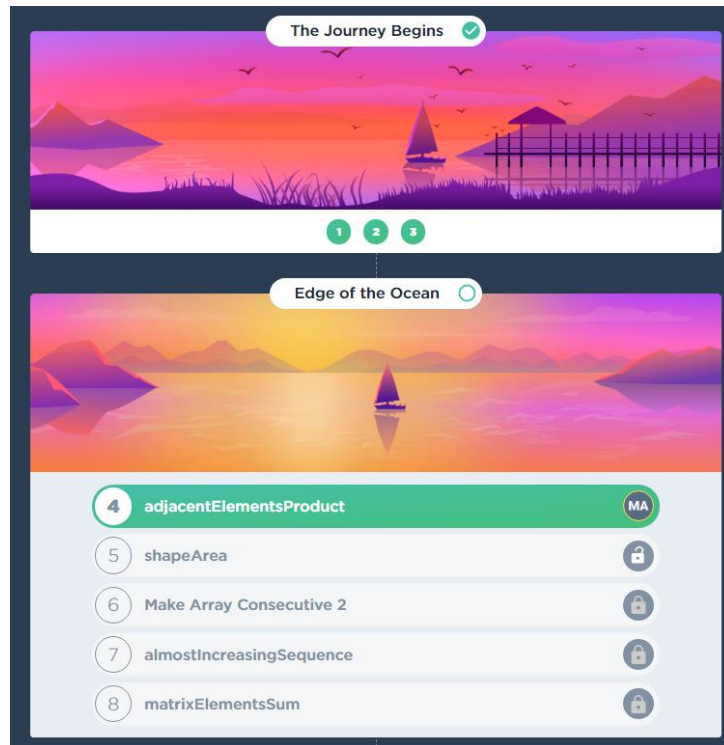 The Journey Begins
1 2 3
Edge of the Ocean
4 adjacentElementsProduct MA
5 shapeArea
6 Make Array Consecutive 2
7 almostIncreasingSequence
8 matrixElementsSum